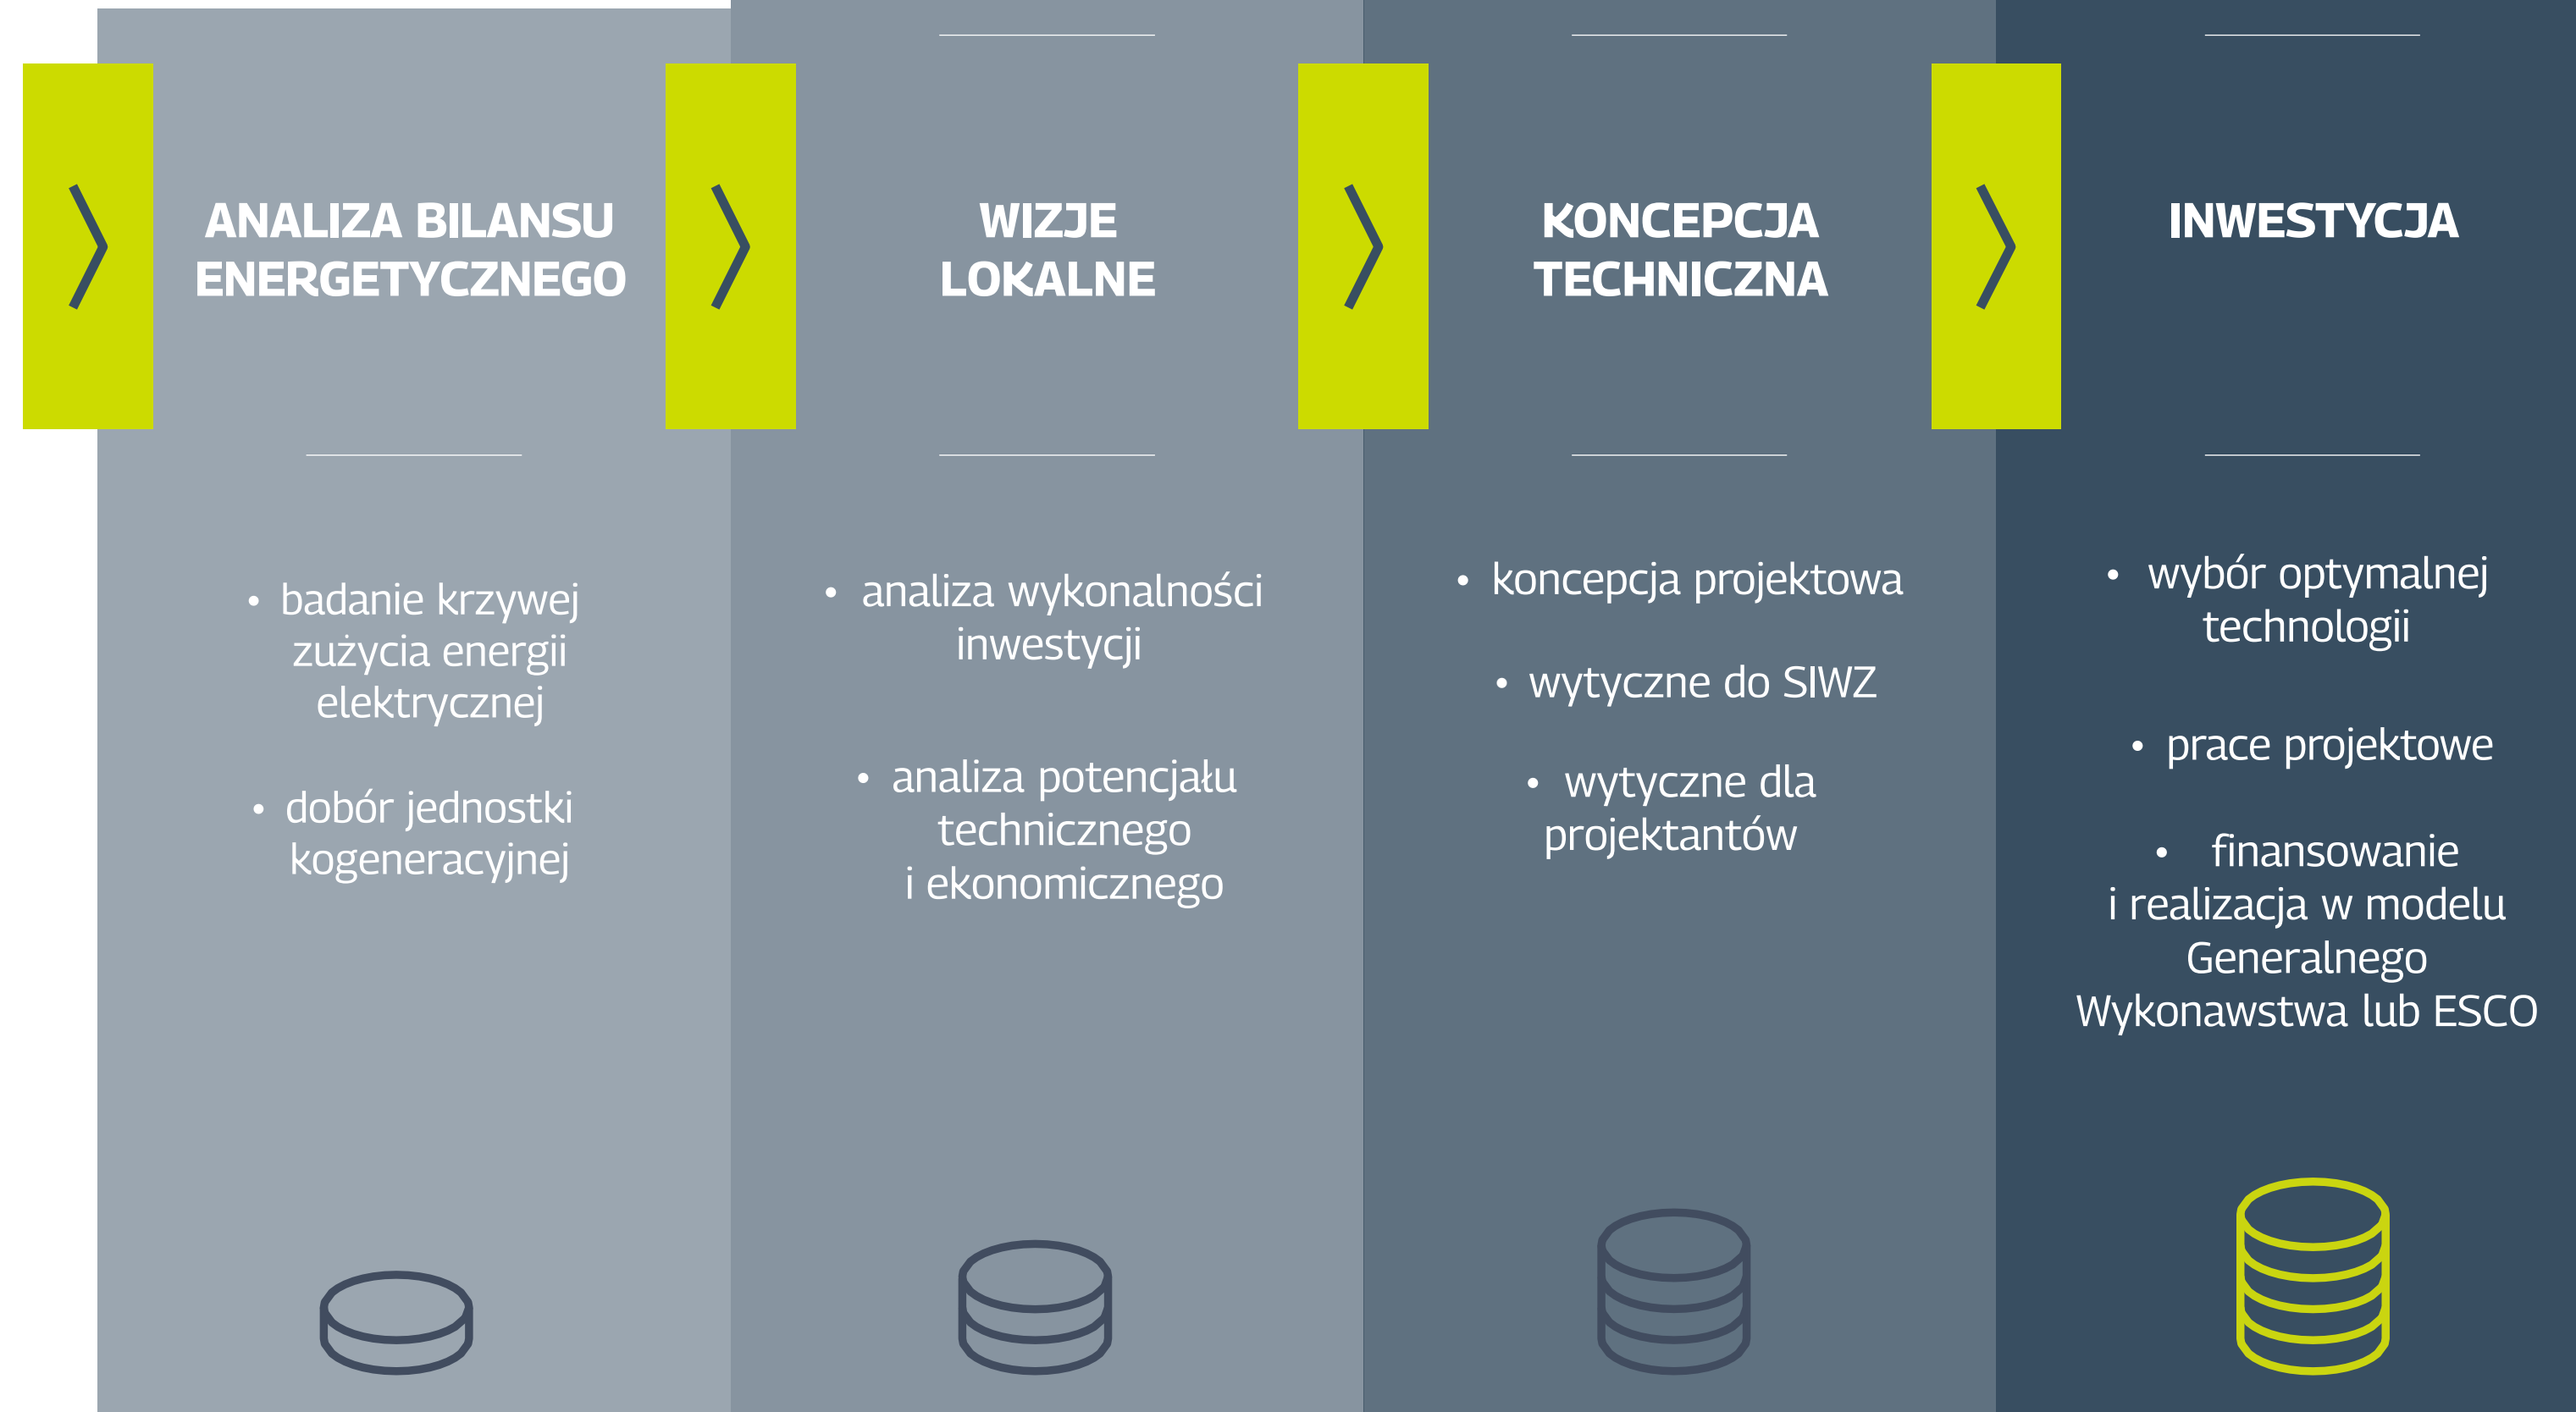 ANALIZA BILANSU
ENERGETYCZNEGO
• badanie krzywej
zużycia energii
elektrycznej
• dobór jednostki
kogeneracyjnej
WIZJE
LOKALNE
• analiza wykonalności
inwestycji
• analiza potencjału
technicznego
i ekonomicznego
KONCEPCJA
TECHNICZNA
• koncepcja projektowa
• wytyczne do SIWZ
• wytyczne dla
projektantów
INWESTYCJA
• wybór optymalnej
technologii
• prace projektowe
• finansowanie
i realizacja w modelu
Generalnego
Wykonawstwa lub ESCO